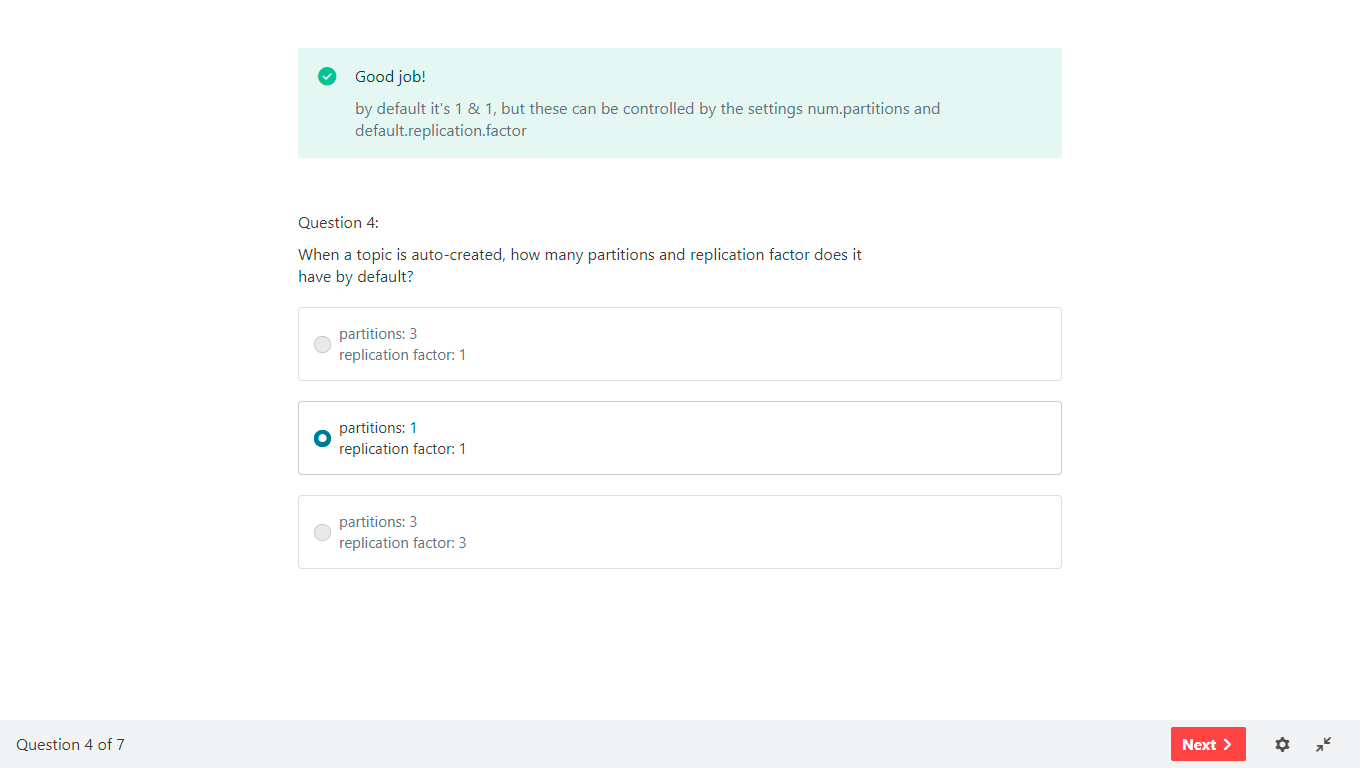 Good job!
by default it's 1 & 1, but these can be controlled by the settings num.partitions and
default.replication.factor
Question 4:
When a topic is auto-created, how many partitions and replication factor does it
have by default?
partitions: 3
replication factor: 1
partitions: 1
replication factor: 1
partitions: 3
replication factor: 3
Question 4 of 7
Next